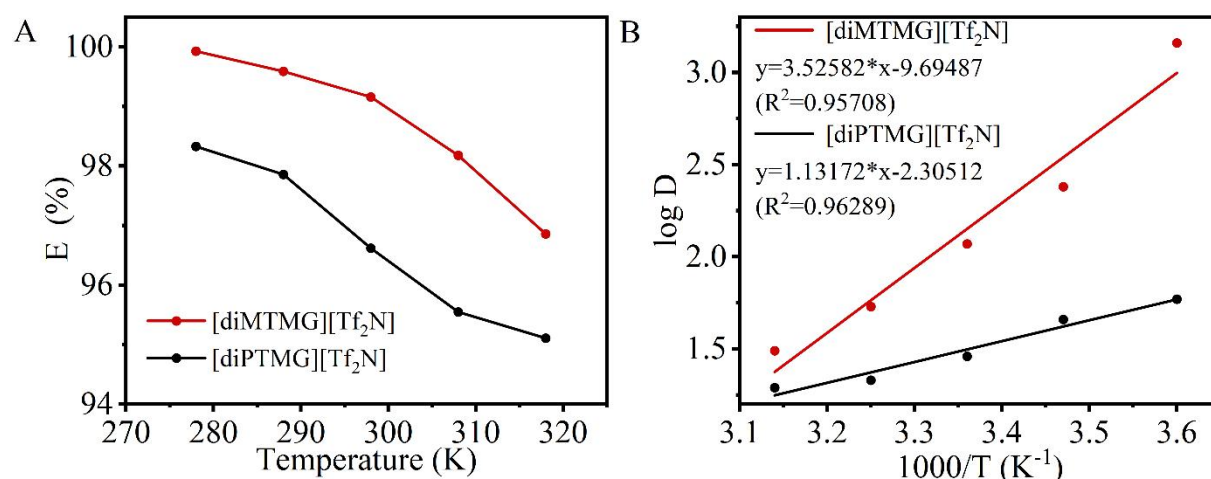 A
E (%)
100
98
96
94
[diMTMG][Tf₂N]
[diPTMG][Tf₂N]
270 280 290 300 310 320
Temperature (K)
B
log D
3.0
2.5
2.0
1.5
[diMTMG][Tf₂N]
y=3.52582*x-9.69487
(R²=0.95708)
[diPTMG][Tf₂N]
y=1.13172*x-2.30512
(R²=0.96289)
3.1 3.2 3.3 3.4 3.5 3.6
1000/T (K⁻¹)